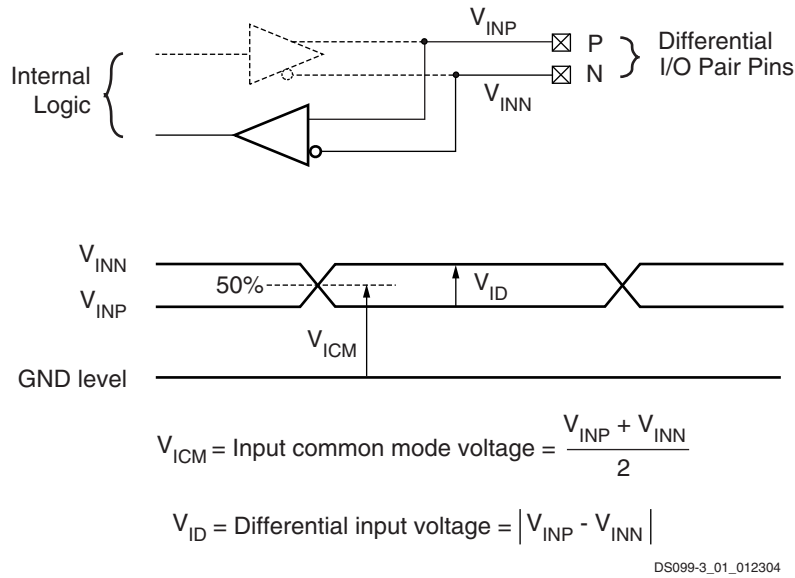 V_INP
P
Differential
I/O Pair Pins
N
V_INN
Internal
Logic
V_INN
50%
V_ID
V_INP
V_ICM
GND level
V_ICM = Input common mode voltage = V_INP + V_INN / 2
V_ID = Differential input voltage = |V_INP - V_INN|
DS099-3_01_012304